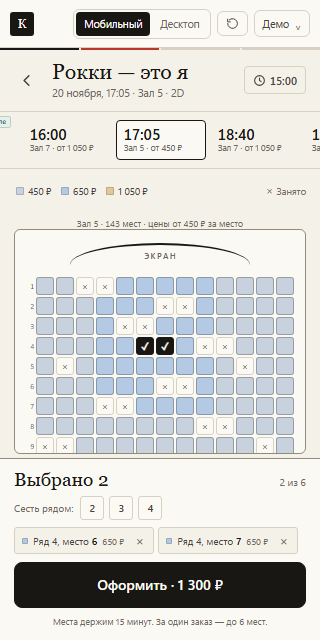 K
Мобильный Десктоп Демо
Рокки — это я
20 ноября, 17:05 · Зал 5 · 2D
15:00
16:00
Зал 7 · от 1 050 ₽
17:05
Зал 5 · от 450 ₽
18:40
Зал 7 · от 1 050 ₽
450 ₽ 650 ₽ 1 050 ₽ × Занято
Зал 5 · 143 мест · цены от 450 ₽ за место
ЭКРАН
1
2
3
4
5
6
7
8
9
Выбрано 2
2 из 6
Сесть рядом: 2 3 4
Ряд 4, место 6 650 ₽ ×
Ряд 4, место 7 650 ₽ ×
Оформить · 1 300 ₽
Места держим 15 минут. За один заказ — до 6 мест.